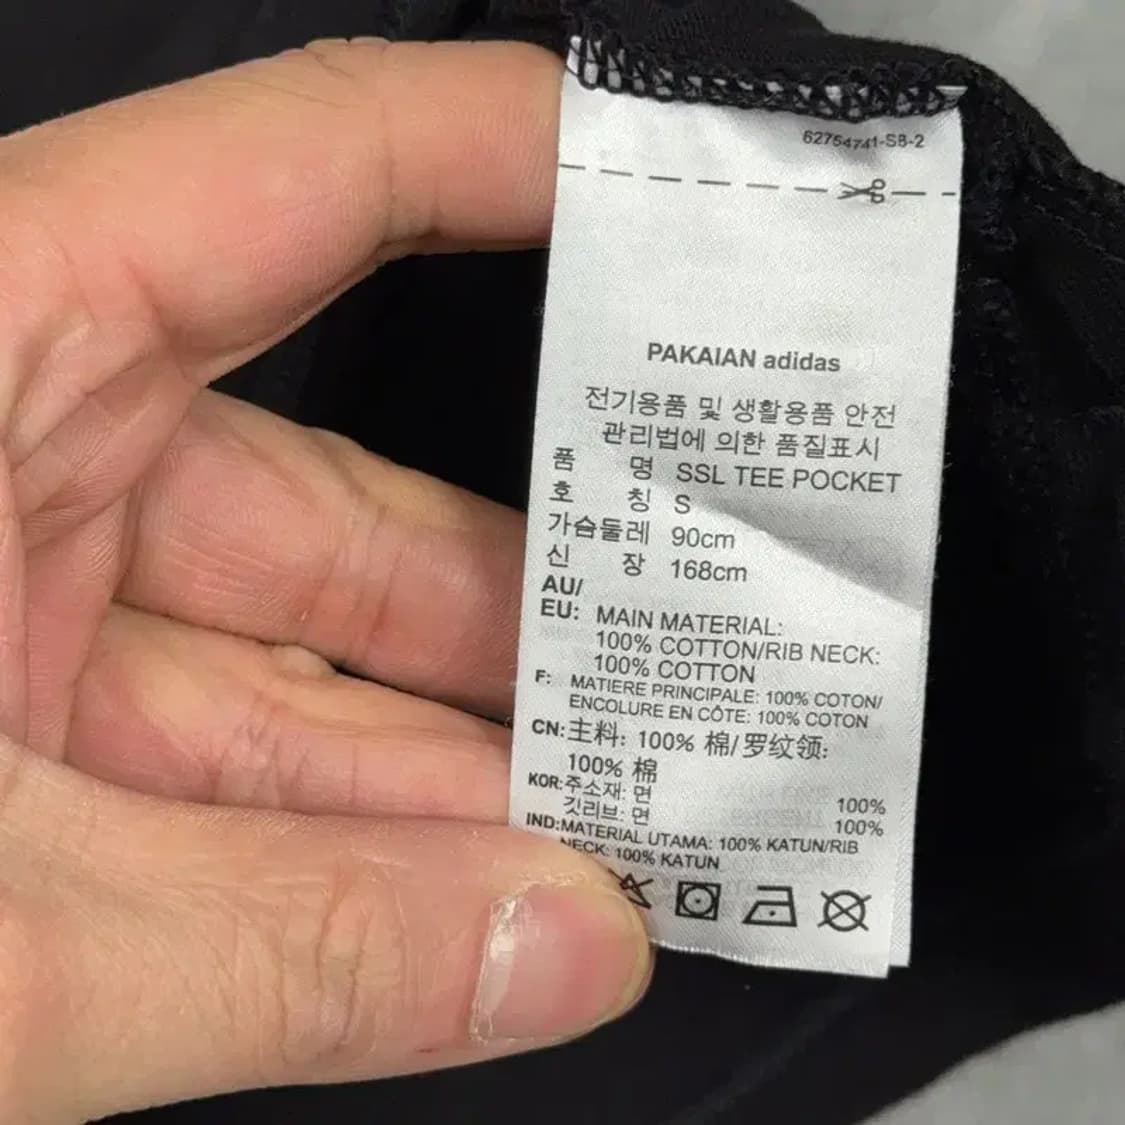 62754741-SB-2
PAKAIAN adidas
전기용품 및 생활용품 안전
관리법에 의한 품질표시
품 명 SSL TEE POCKET
호 칭 S
가슴둘레 90cm
신 장 168cm
AU/
EU: MAIN MATERIAL:
100% COTTON/RIB NECK:
100% COTTON
F: MATIERE PRINCIPALE: 100% COTON/
ENCOLURE EN CÔTE: 100% COTON
CN: 主料: 100% 棉/罗纹领:
100% 棉
KOR: 주소재: 면 100%
깃리브: 면 100%
IND: MATERIAL UTAMA: 100% KATUN/RIB
NECK: 100% KATUN